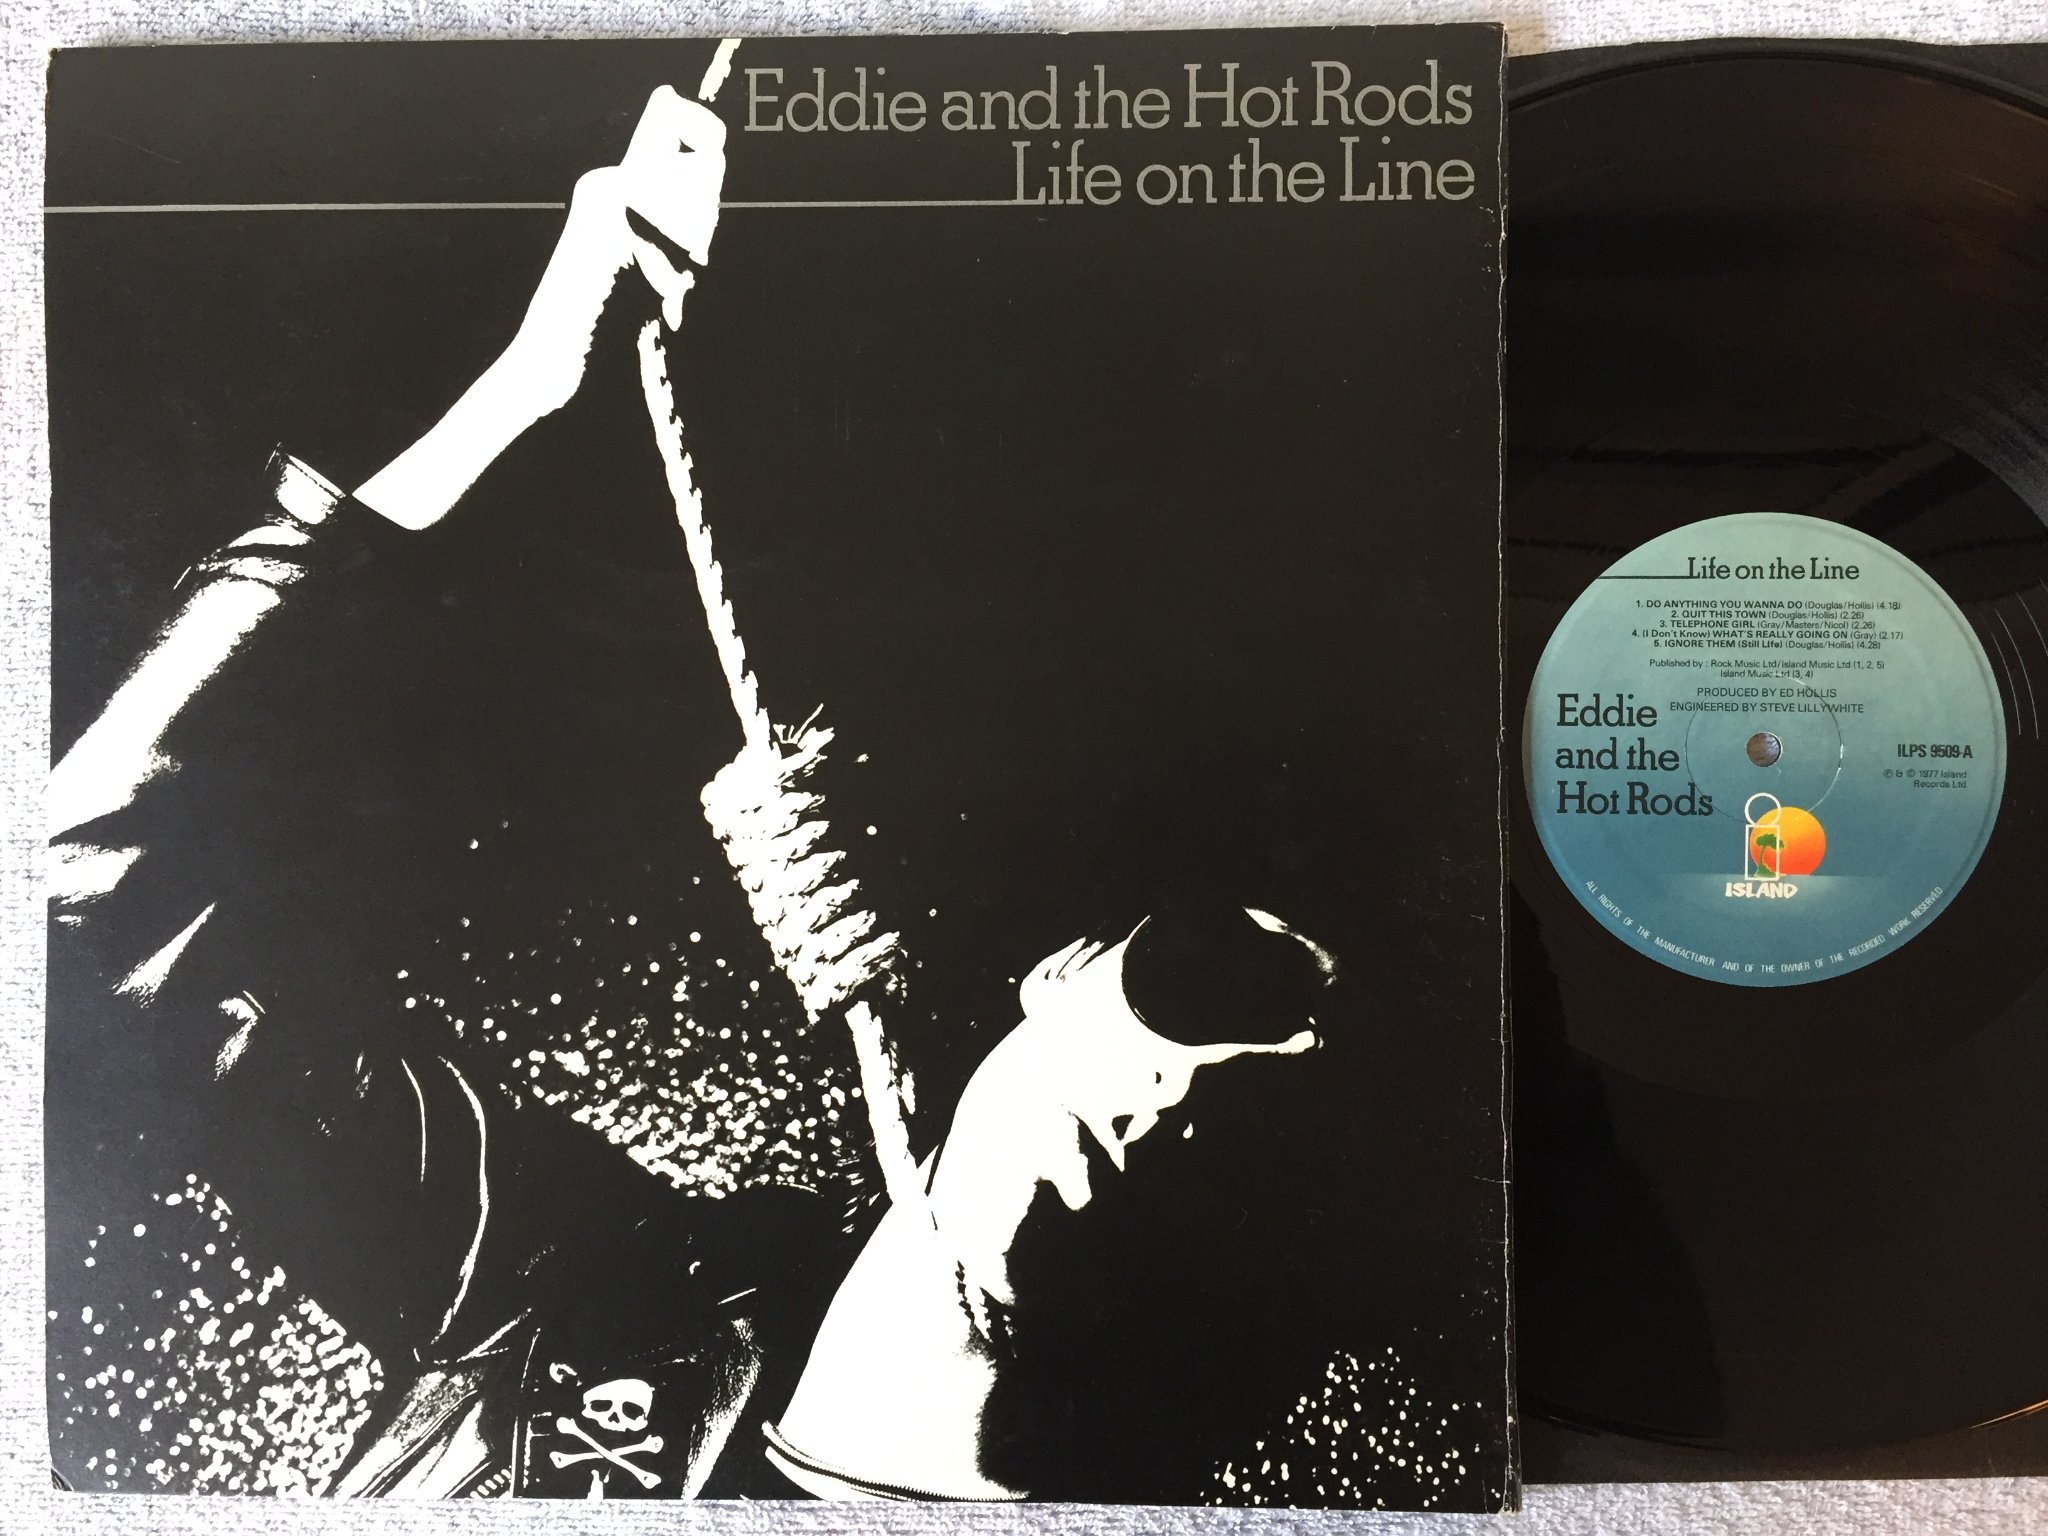 Eddie and the Hot Rods
Life on the Line
Life on the Line
1. DO ANYTHING YOU WANNA DO (Douglas/Hollis) (4.18)
2. QUIT THIS TOWN (Douglas/Hollis) (2.26)
3. TELEPHONE GIRL (Gray/Masters/Nicol) (2.26)
4. (I Don't Know) WHAT'S REALLY GOING ON (Gray) (2.17)
5. IGNORE THEM (Still Life) (Douglas/Hollis) (4.28)
Published by : Rock Music Ltd/Island Music Ltd (1, 2, 5)
Island Music Ltd (3, 4)
PRODUCED BY ED HOLLIS
ENGINEERED BY STEVE LILLYWHITE
Eddie
and the
Hot Rods
ILPS 9509-A
℗ & © 1977 Island
Records Ltd
ISLAND
ALL RIGHTS OF THE MANUFACTURER AND OF THE OWNER OF THE RECORDED WORK RESERVED